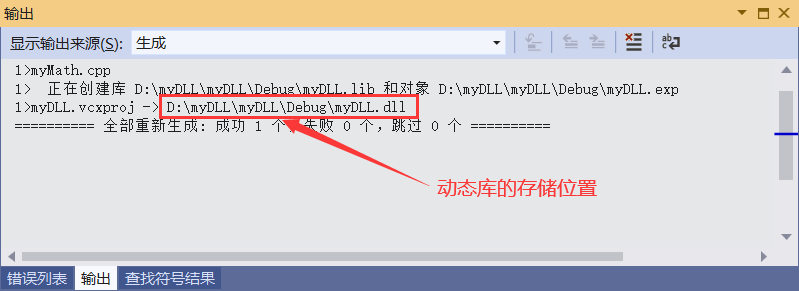 输出
显示输出来源(S): 生成
1>myMath.cpp
1>  正在创建库 D:\myDLL\myDLL\Debug\myDLL.lib 和对象 D:\myDLL\myDLL\Debug\myDLL.exp
1>myDLL.vcxproj -> D:\myDLL\myDLL\Debug\myDLL.dll
========== 全部重新生成: 成功 1 个 失败 0 个，跳过 0 个 ==========
动态库的存储位置
错误列表 输出 查找符号结果